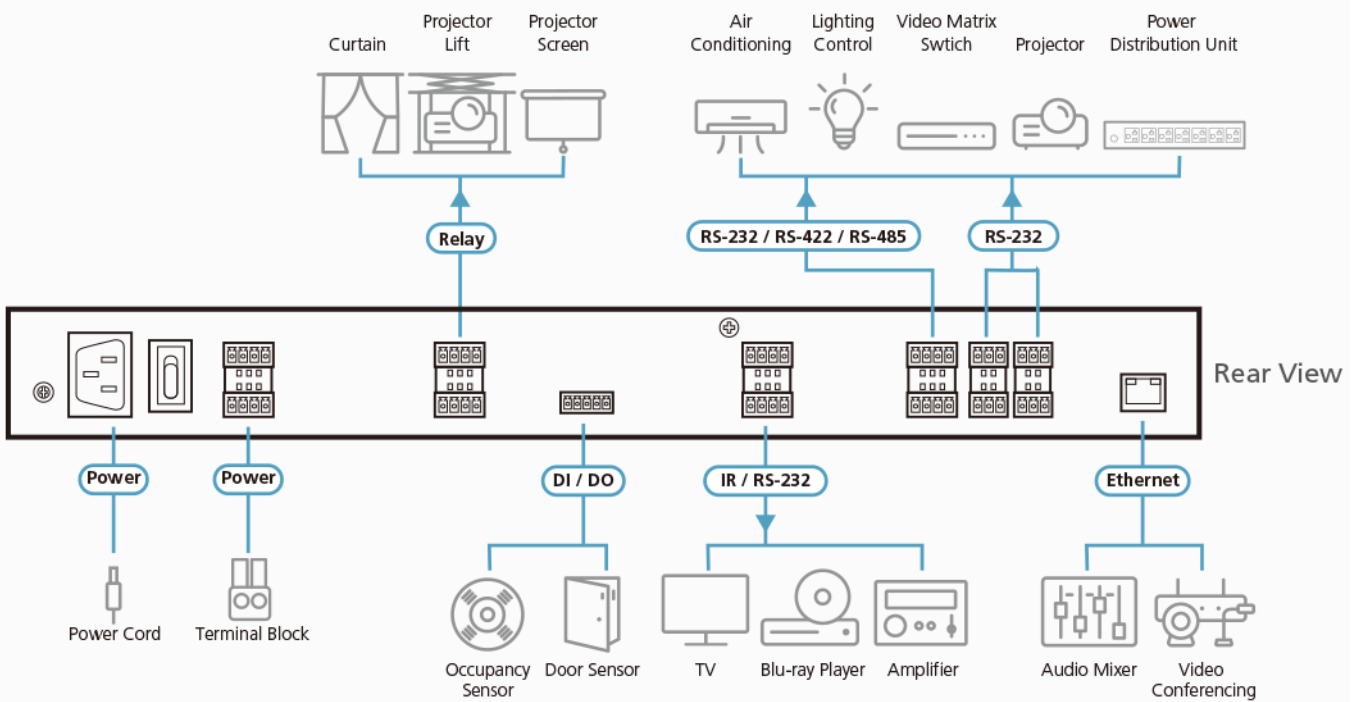 Curtain
Projector
Lift
Projector
Screen
Air
Conditioning
Lighting
Control
Video Matrix
Swtich
Projector
Power
Distribution Unit
Relay
RS-232 / RS-422 / RS-485
RS-232
Rear View
Power
Power
DI / DO
IR / RS-232
Ethernet
Power Cord
Terminal Block
Occupancy
Sensor
Door Sensor
TV
Blu-ray Player
Amplifier
Audio Mixer
Video
Conferencing